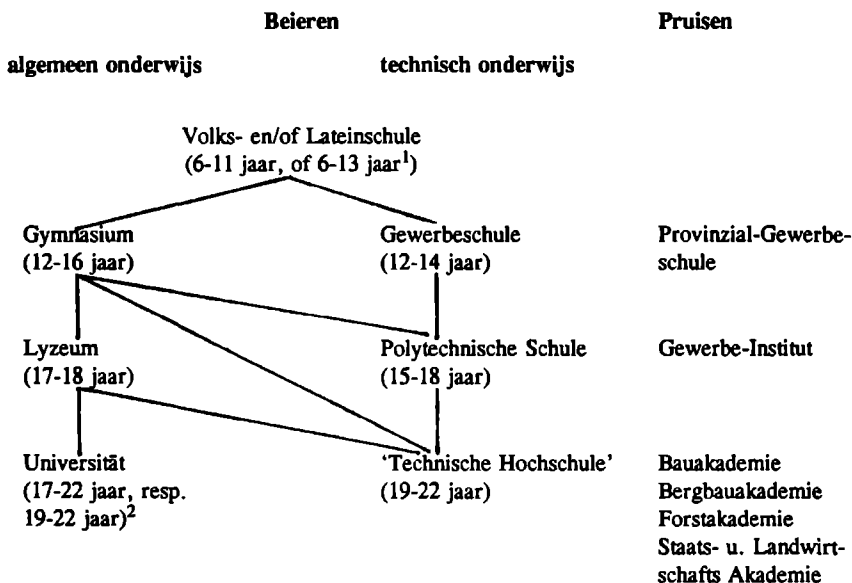 Beieren Pruisen
algemeen onderwijs technisch onderwijs
Volks- en/of Lateinschule
(6-11 jaar, of 6-13 jaar¹)
Gymnasium Gewerbeschule Provinzial-Gewerbe-
(12-16 jaar) (12-14 jaar) schule
Lyzeum Polytechnische Schule Gewerbe-Institut
(17-18 jaar) (15-18 jaar)
Universität 'Technische Hochschule' Bauakademie
(17-22 jaar, resp. (19-22 jaar) Bergbauakademie
19-22 jaar)² Forstakademie
Staats- u. Landwirt-
schafts Akademie